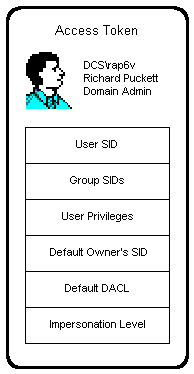 Access Token
DCS\rap6v
Richard Puckett
Domain Admin
User SID
Group SIDs
User Privileges
Default Owner's SID
Default DACL
Impersonation Level